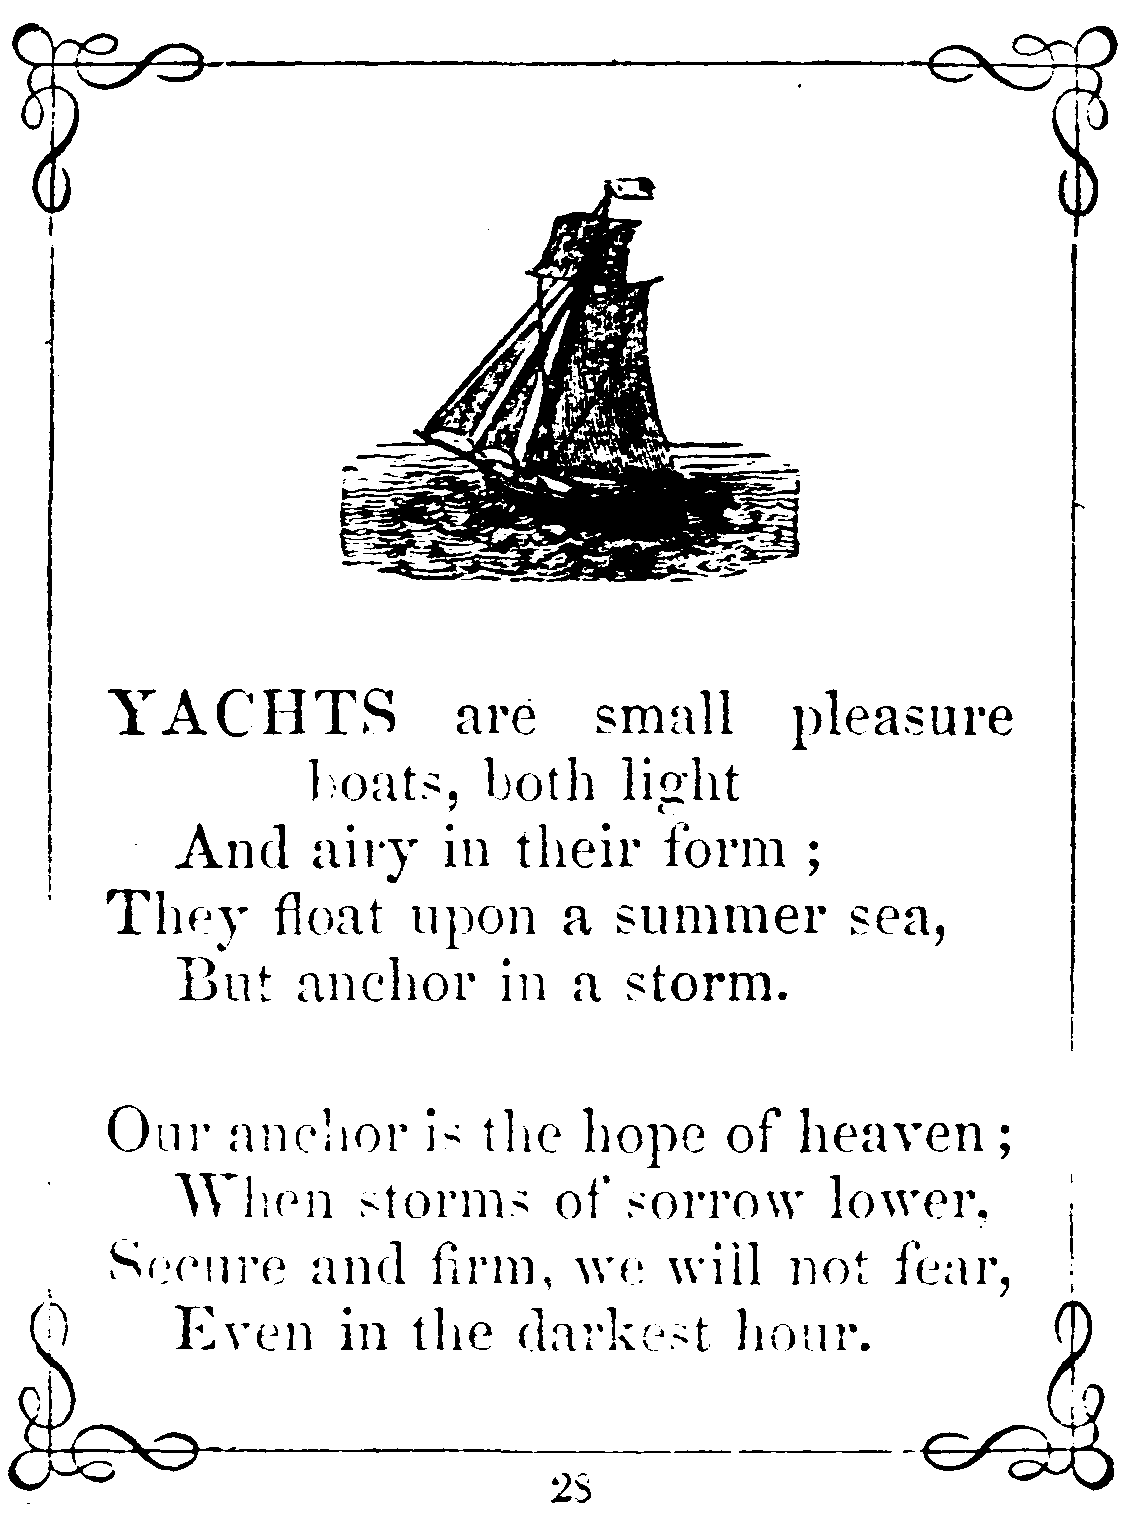 YACHTS are small pleasure
boats, both light
And airy in their form ;
They float upon a summer sea,
But anchor in a storm.
Our anchor is the hope of heaven ;
When storms of sorrow lower,
Secure and firm, we will not fear,
Even in the darkest hour.
28